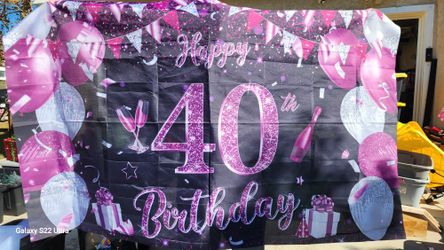 Happy
40th
Birthday
Galaxy S22 Ultra